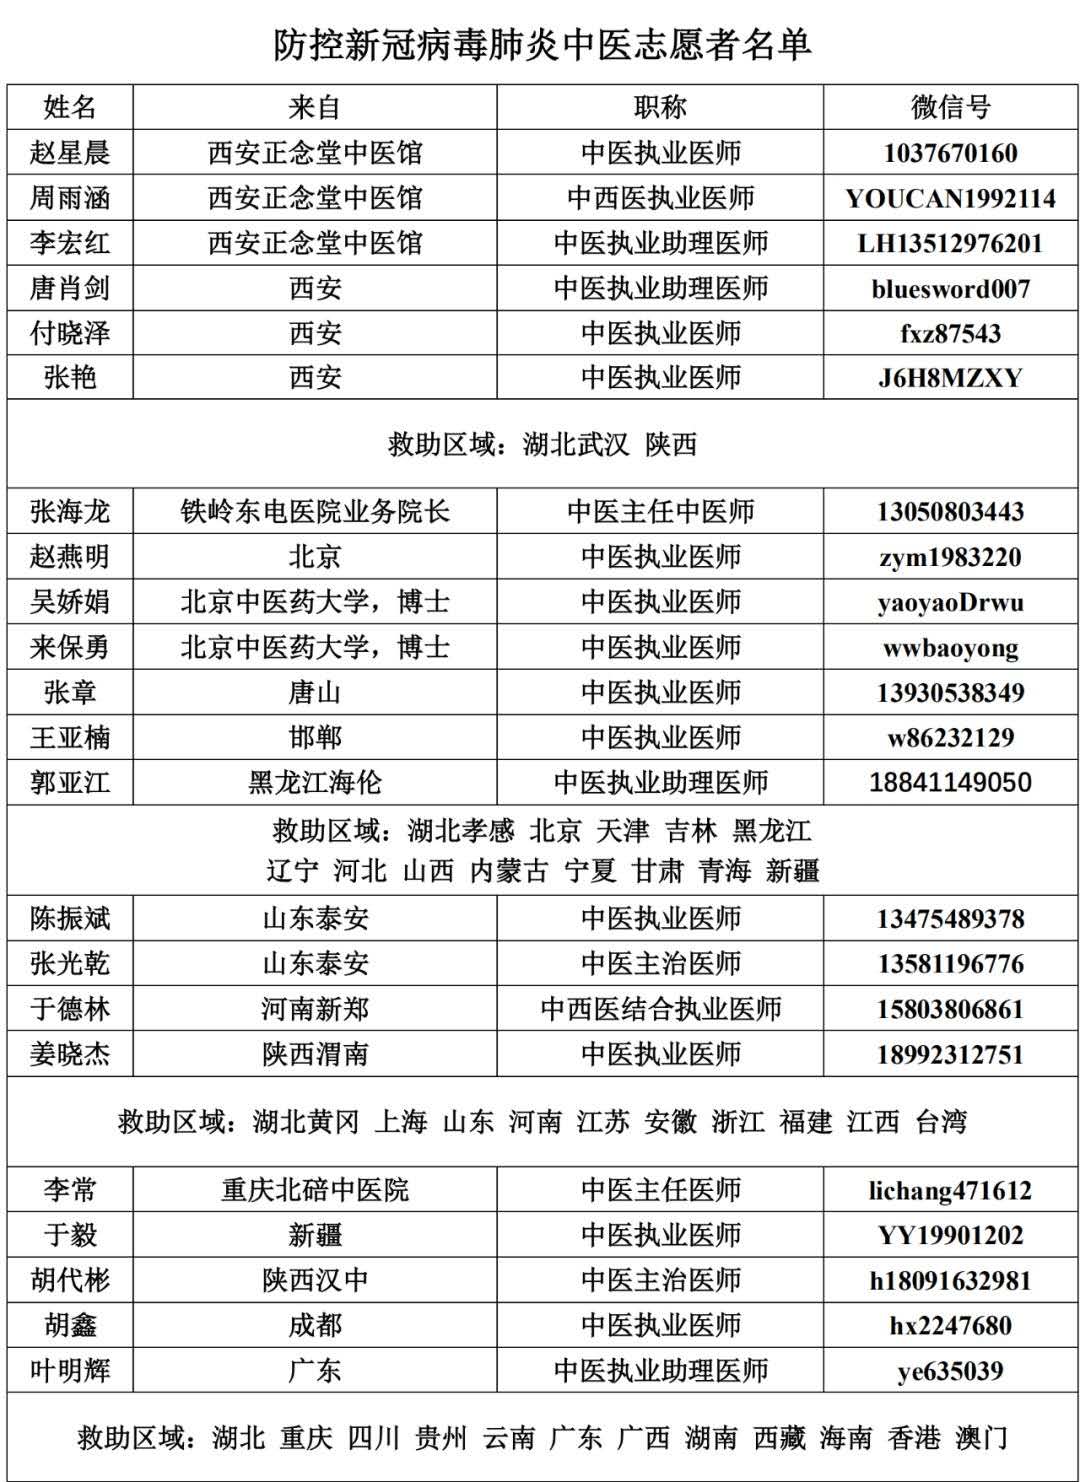 防控新冠病毒肺炎中医志愿者名单
姓名 来自 职称 微信号
赵星晨 西安正念堂中医馆 中医执业医师 1037670160
周雨涵 西安正念堂中医馆 中西医执业医师 YOUCAN1992114
李宏红 西安正念堂中医馆 中医执业助理医师 LH13512976201
唐肖剑 西安 中医执业助理医师 bluesword007
付晓泽 西安 中医执业医师 fxz87543
张艳 西安 中医执业医师 J6H8MZXY
救助区域：湖北武汉 陕西
张海龙 铁岭东电医院业务院长 中医主任中医师 13050803443
赵燕明 北京 中医执业医师 zym1983220
吴娇娟 北京中医药大学，博士 中医执业医师 yaoyaoDrwu
来保勇 北京中医药大学，博士 中医执业医师 wwbaoyong
张章 唐山 中医执业医师 13930538349
王亚楠 邯郸 中医执业医师 w86232129
郭亚江 黑龙江海伦 中医执业助理医师 18841149050
救助区域：湖北孝感 北京 天津 吉林 黑龙江
辽宁 河北 山西 内蒙古 宁夏 甘肃 青海 新疆
陈振斌 山东泰安 中医执业医师 13475489378
张光乾 山东泰安 中医主治医师 13581196776
于德林 河南新郑 中西医结合执业医师 15803806861
姜晓杰 陕西渭南 中医执业医师 18992312751
救助区域：湖北黄冈 上海 山东 河南 江苏 安徽 浙江 福建 江西 台湾
李常 重庆北碚中医院 中医主任医师 lichang471612
于毅 新疆 中医执业医师 YY19901202
胡代彬 陕西汉中 中医主治医师 h18091632981
胡鑫 成都 中医执业医师 hx2247680
叶明辉 广东 中医执业助理医师 ye635039
救助区域：湖北 重庆 四川 贵州 云南 广东 广西 湖南 西藏 海南 香港 澳门